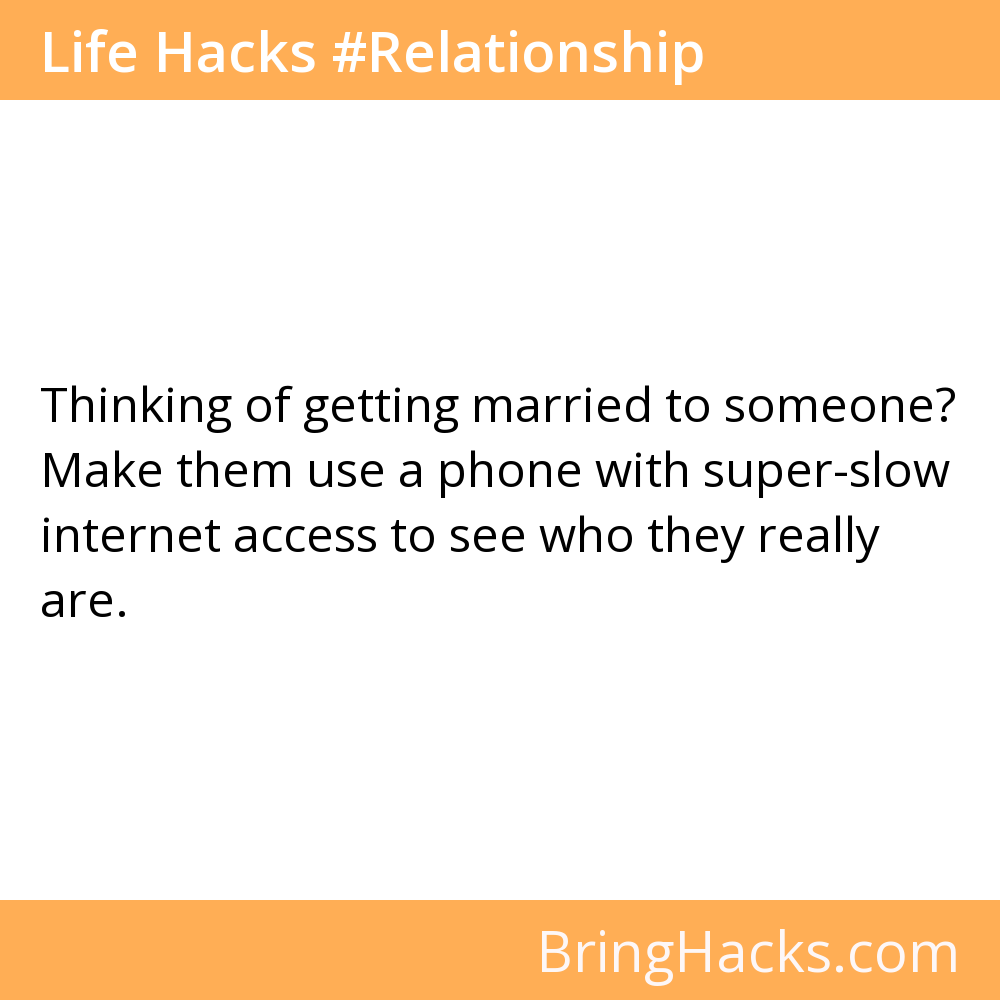 Life Hacks #Relationship
Thinking of getting married to someone?
Make them use a phone with super-slow
internet access to see who they really
are.
BringHacks.com